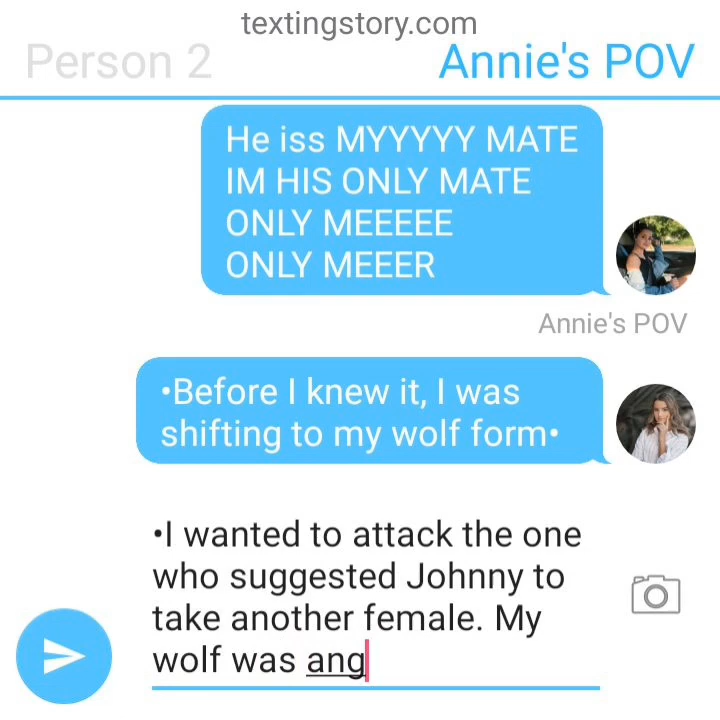 textingstory.com
Person 2
Annie's POV
He iss MYYYYY MATE
IM HIS ONLY MATE
ONLY MEEEEE
ONLY MEEER
Annie's POV
•Before I knew it, I was
shifting to my wolf form•
•I wanted to attack the one
who suggested Johnny to
take another female. My
wolf was ang